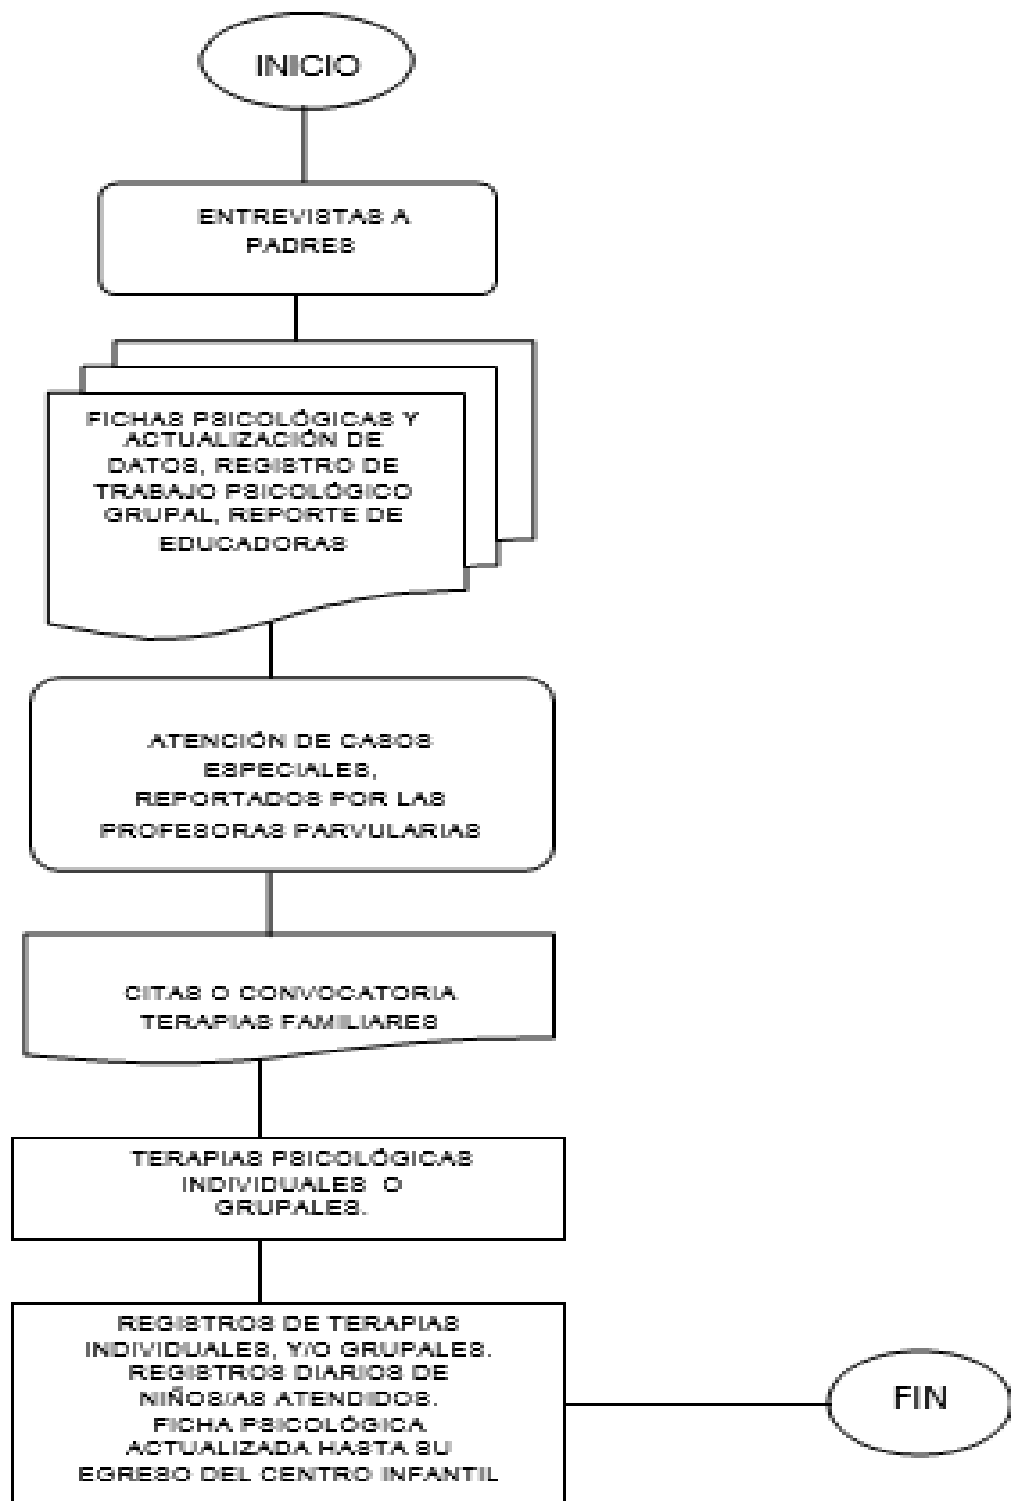 INICIO
ENTREVISTAS A
PADRES
FICHAS PSICOLÓGICAS Y
ACTUALIZACIÓN DE
DATOS, REGISTRO DE
TRABAJO PSICOLÓGICO
GRUPAL, REPORTE DE
EDUCADORAS
ATENCIÓN DE CASOS
ESPECIALES,
REPORTADOS POR LAS
PROFESORAS PARVULARIAS
CITAS O CONVOCATORIA
TERAPIAS FAMILIARES
TERAPIAS PSICOLÓGICAS
INDIVIDUALES O
GRUPALES.
REGISTROS DE TERAPIAS
INDIVIDUALES, Y/O GRUPALES.
REGISTROS DIARIOS DE
NIÑOS/AS ATENDIDOS.
FICHA PSICOLÓGICA
ACTUALIZADA HASTA SU
EGRESO DEL CENTRO INFANTIL
FIN